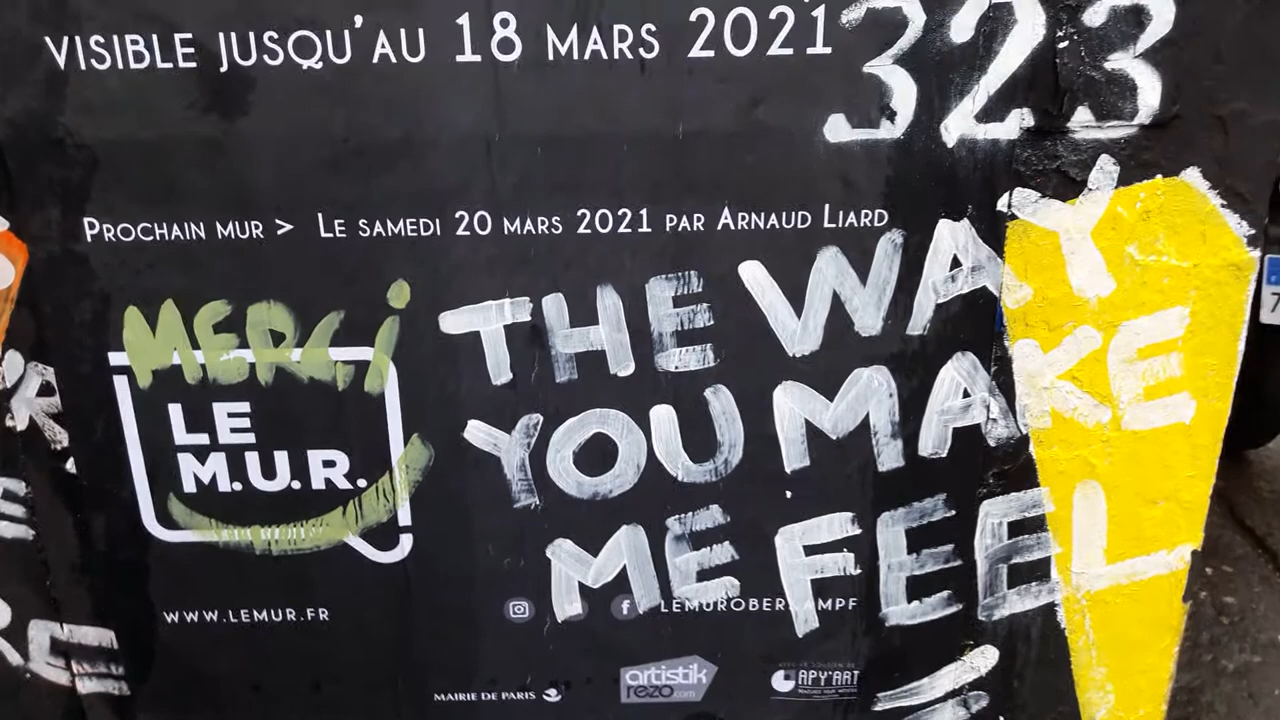 VISIBLE JUSQU'AU 18 MARS 2021
323
PROCHAIN MUR > LE SAMEDI 20 MARS 2021 PAR ARNAUD LIARD
MERCi
LE
M.U.R.
THE WAY
YOU MAKE
ME FEEL
WWW.LEMUR.FR
MAIRIE DE PARIS
artistik
rezo.com
APY'ART